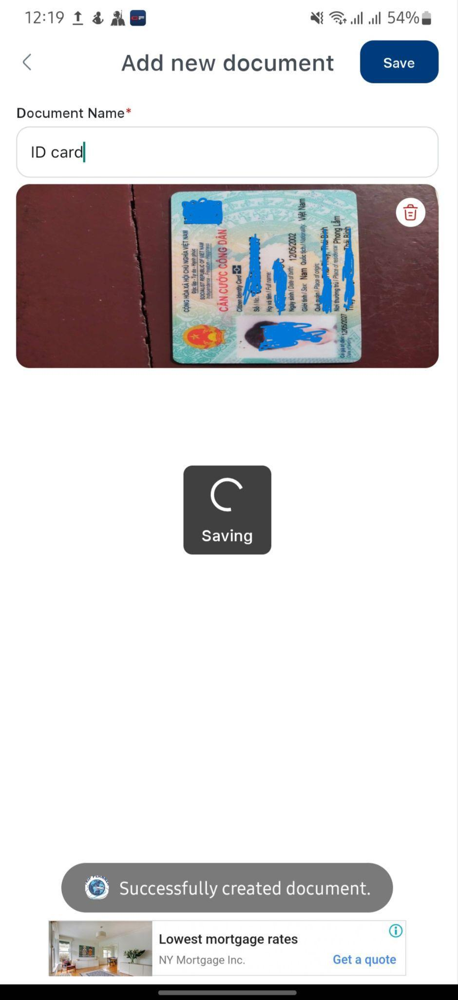 12:19
54%
Add new document
Save
Document Name*
ID card
CỘNG HÒA XÃ HỘI CHỦ NGHĨA VIỆT NAM
Độc lập - Tự do - Hạnh phúc
SOCIALIST REPUBLIC OF VIET NAM
Independence - Freedom - Happiness
CĂN CƯỚC CÔNG DÂN
Citizen Identity Card
Số / No.:
Họ và tên / Full name:
Ngày sinh / Date of birth: 12/05/2002
Giới tính / Sex: Nam Quốc tịch / Nationality: Việt Nam
Quê quán / Place of origin:
Thái Bình
Nơi thường trú / Place of residence: Phong Lẫm
Thái Bình
Có giá trị đến: 12/05/2027
Date of expiry
Saving
Successfully created document.
Lowest mortgage rates
NY Mortgage Inc.
Get a quote